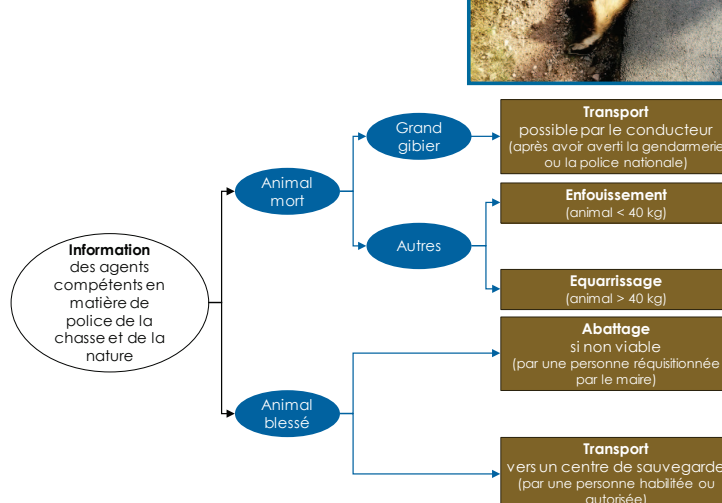 Grand
gibier
Transport
possible par le conducteur
(après avoir averti la gendarmerie
ou la police nationale)
Animal
mort
Enfouissement
(animal < 40 kg)
Autres
Information
des agents
compétents en
matière de
police de la
chasse et de la
nature
Equarrissage
(animal > 40 kg)
Abattage
si non viable
(par une personne réquisitionnée
par le maire)
Animal
blessé
Transport
vers un centre de sauvegarde
(par une personne habilitée ou
autorisée)